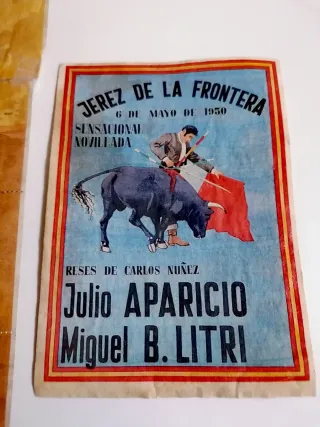 JEREZ DE LA FRONTERA
6 DE MAYO DE 1950
SENSACIONAL
NOVILLADA
RESES DE CARLOS NUÑEZ
Julio APARICIO
Miguel B. LITRI